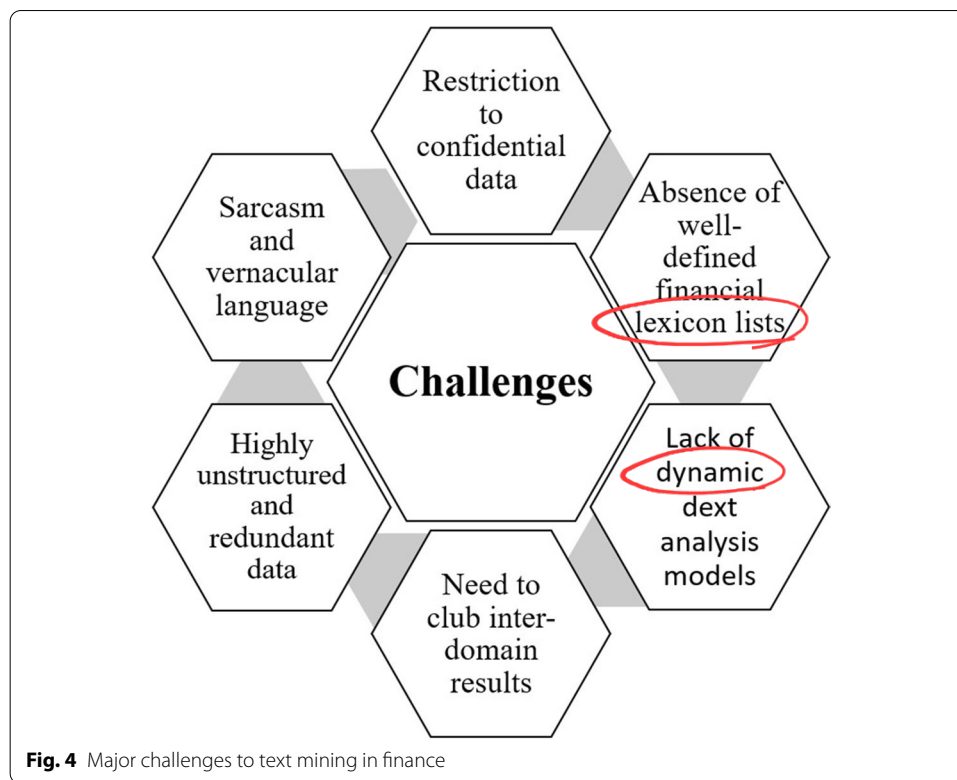 Restriction
to
confidential
data
Absence of
well-
defined
financial
lexicon lists
Lack of
dynamic
dext
analysis
models
Need to
club inter-
domain
results
Highly
unstructured
and
redundant
data
Sarcasm
and
vernacular
language
Challenges
Fig. 4 Major challenges to text mining in finance